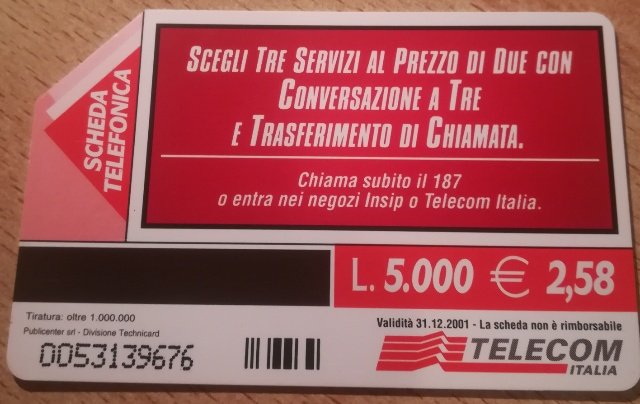 SCHEDA
TELEFONICA
SCEGLI TRE SERVIZI AL PREZZO DI DUE CON
CONVERSAZIONE A TRE
E TRASFERIMENTO DI CHIAMATA.
Chiama subito il 187
o entra nei negozi Insip o Telecom Italia.
L. 5.000 € 2,58
Tiratura: oltre 1.000.000
Publicenter srl - Divisione Technicard
0053139676
Validità 31.12.2001 - La scheda non è rimborsabile
TELECOM
ITALIA